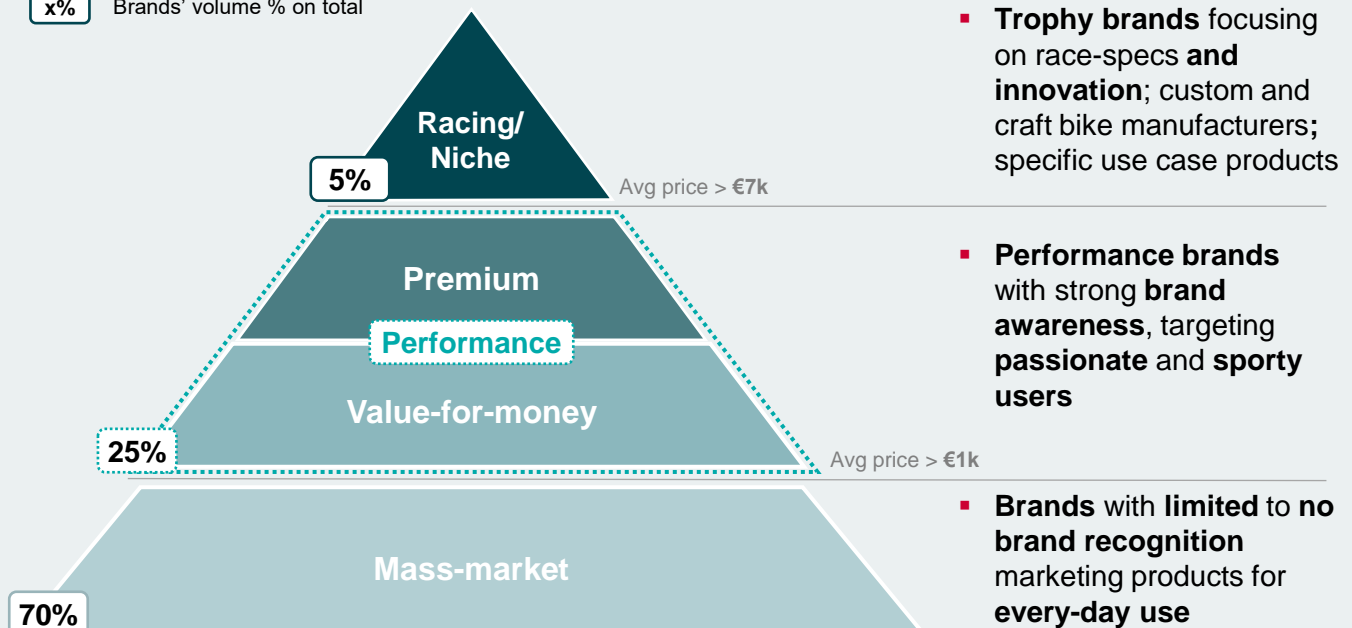 x% Brands' volume % on total
Racing/
Niche
5%
Avg price > €7k
▪ Trophy brands focusing
on race-specs and
innovation; custom and
craft bike manufacturers;
specific use case products
Premium
Performance
Value-for-money
25%
Avg price > €1k
▪ Performance brands
with strong brand
awareness, targeting
passionate and sporty
users
Mass-market
70%
▪ Brands with limited to no
brand recognition
marketing products for
every-day use